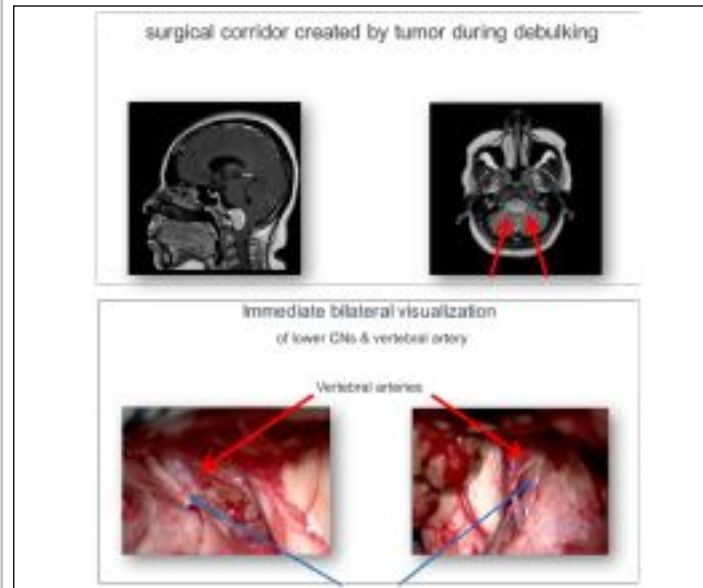 surgical corridor created by tumor during debulking
Immediate bilateral visualization
of lower CNs & vertebral artery
Vertebral arteries